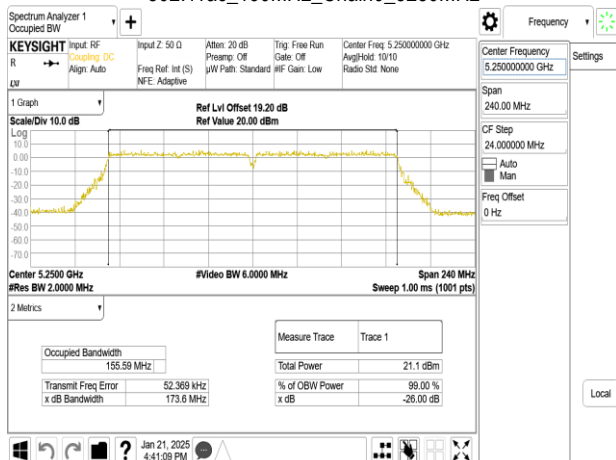 Spectrum Analyzer 1
Occupied BW
Frequency
KEYSIGHT
R
Input: RF
Coupling: DC
Align: Auto
Input Z: 50 Ω
Freq Ref: Int (S)
NFE: Adaptive
Atten: 20 dB
Preamp: Off
µW Path: Standard
Trig: Free Run
Gate: Off
#IF Gain: Low
Center Freq: 5.250000000 GHz
Avg|Hold: 10/10
Radio Std: None
Center Frequency
5.250000000 GHz
Settings
Span
240.00 MHz
CF Step
24.000000 MHz
Auto
Man
Freq Offset
0 Hz
Local
1 Graph
Scale/Div 10.0 dB
Ref Lvl Offset 19.20 dB
Ref Value 20.00 dBm
Log
10.0
0.00
-10.0
-20.0
-30.0
-40.0
-50.0
-60.0
-70.0
Center 5.2500 GHz
#Video BW 6.0000 MHz
Span 240 MHz
#Res BW 2.0000 MHz
Sweep 1.00 ms (1001 pts)
2 Metrics
Measure Trace
Trace 1
Occupied Bandwidth
155.59 MHz
Total Power
21.1 dBm
Transmit Freq Error
52.369 kHz
% of OBW Power
99.00 %
x dB Bandwidth
173.6 MHz
x dB
-26.00 dB
?
Jan 21, 2025
4:41:09 PM